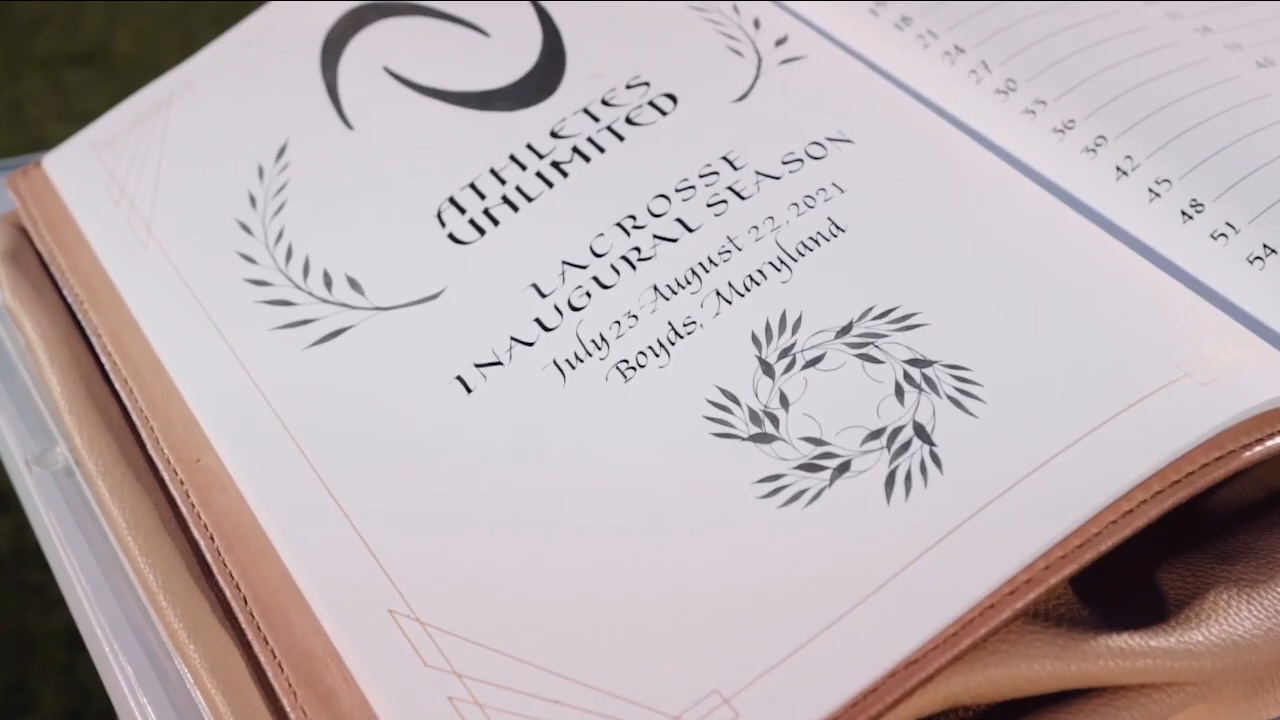 ATHLETES
UNLIMITED
LACROSSE
INAUGURAL SEASON
July 23-August 22, 2021
Boyds, Maryland
18
21
24
27
30
33
36
39
42
45
48
51
54